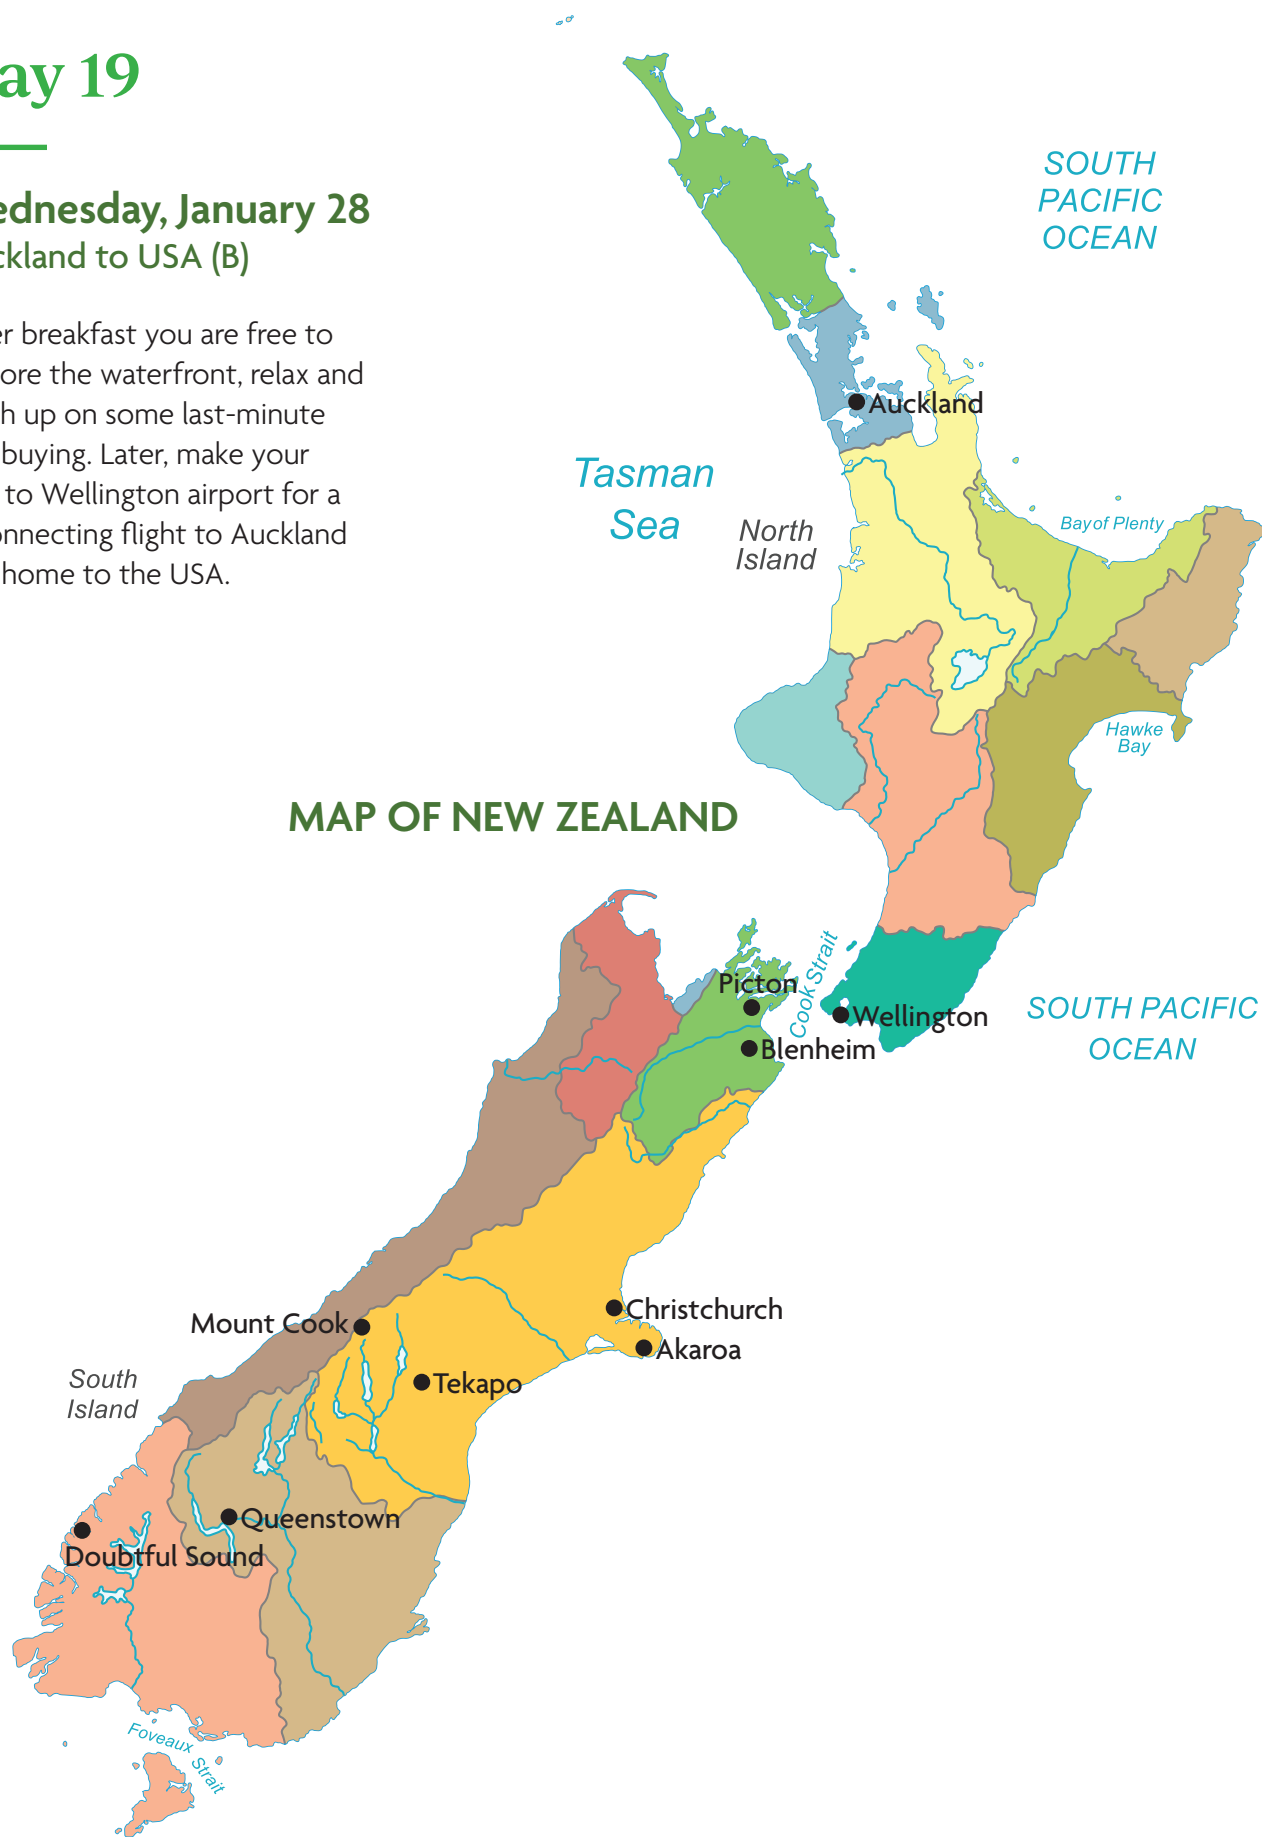 ay 19
ednesday, January 28
ckland to USA (B)
er breakfast you are free to
ore the waterfront, relax and
h up on some last-minute
buying. Later, make your
to Wellington airport for a
onnecting flight to Auckland
home to the USA.
SOUTH
PACIFIC
OCEAN
Auckland
Tasman
Sea
North
Island
Bay of Plenty
Hawke
Bay
MAP OF NEW ZEALAND
Cook Strait
Picton
Wellington
Blenheim
SOUTH PACIFIC
OCEAN
Christchurch
Mount Cook
Akaroa
Tekapo
South
Island
Queenstown
Doubtful Sound
Foveaux
Strait